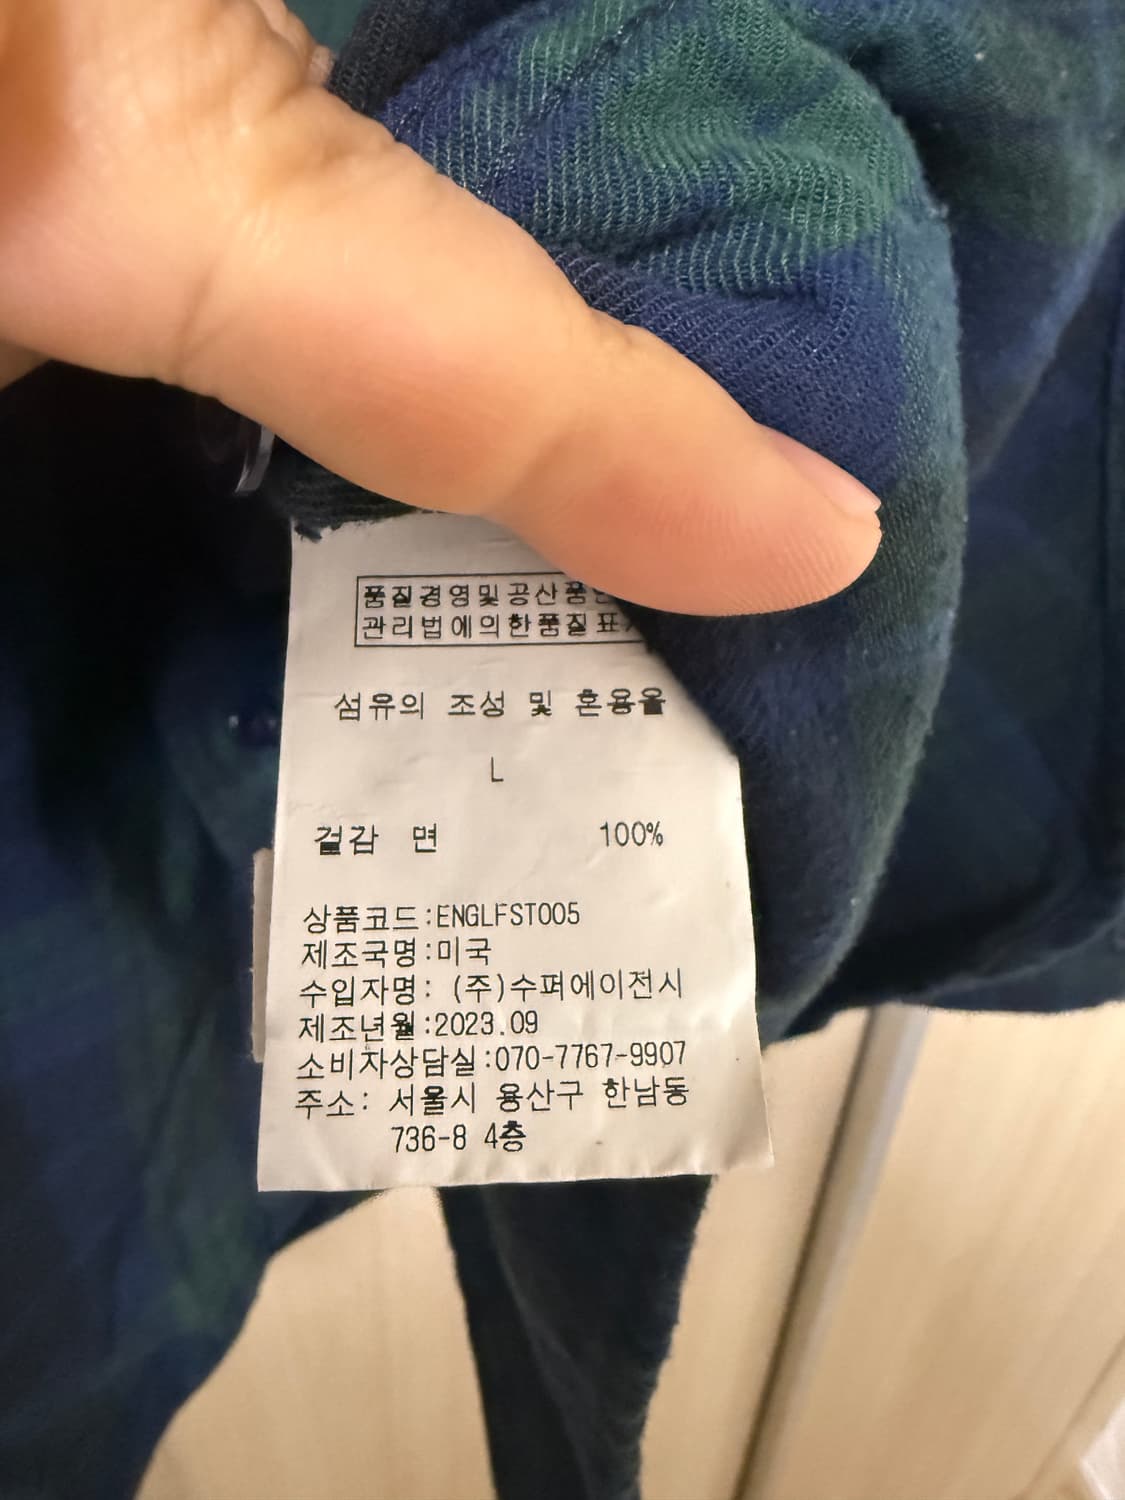 품질경영및공산품
관리법에의한품질표
섬유의 조성 및 혼용율
L
겉감 면 100%
상품코드:ENGLFST005
제조국명:미국
수입자명: (주)수퍼에이전시
제조년월:2023.09
소비자상담실:070-7767-9907
주소: 서울시 용산구 한남동
736-8 4층